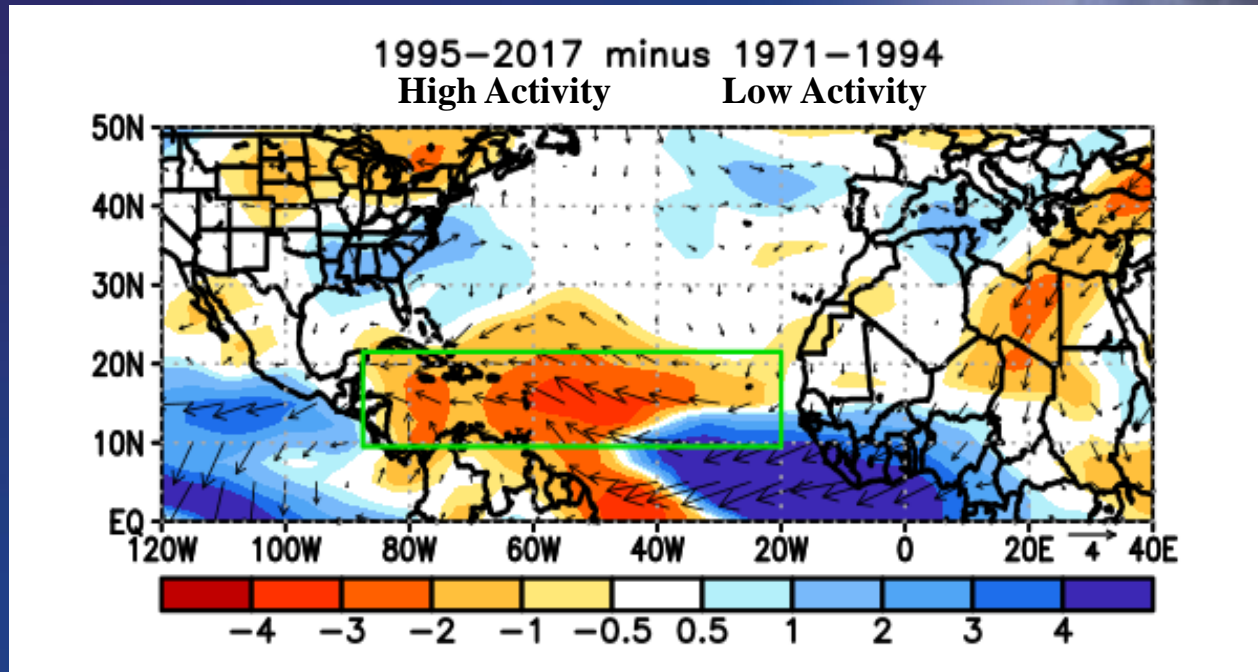 1995-2017 minus 1971-1994
High Activity Low Activity
50N
40N
30N
20N
10N
EQ
120W 100W 80W 60W 40W 20W 0 20E 4 40E
-4 -3 -2 -1 -0.5 0.5 1 2 3 4